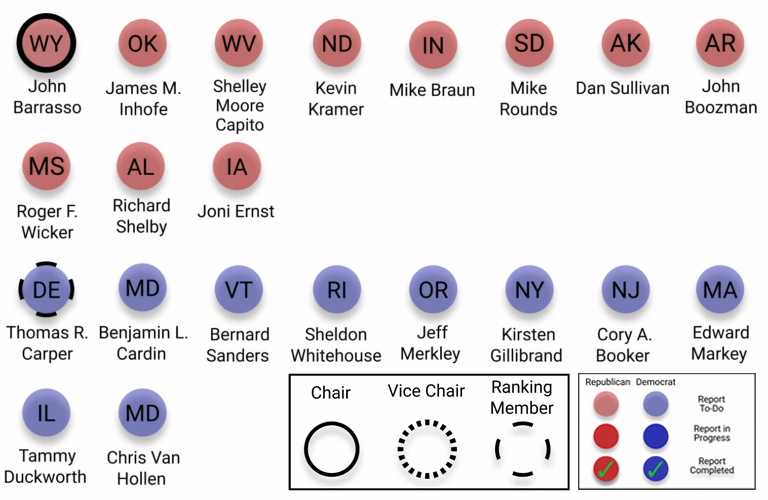 WY OK WV ND IN SD AK AR
John Barrasso
James M. Inhofe
Shelley Moore Capito
Kevin Kramer
Mike Braun
Mike Rounds
Dan Sullivan
John Boozman
MS AL IA
Roger F. Wicker
Richard Shelby
Joni Ernst
DE MD VT RI OR NY NJ MA
Thomas R. Carper
Benjamin L. Cardin
Bernard Sanders
Sheldon Whitehouse
Jeff Merkley
Kirsten Gillibrand
Cory A. Booker
Edward Markey
IL MD
Tammy Duckworth
Chris Van Hollen
Chair
Vice Chair
Ranking Member
Republican Democrat
Report To-Do
Report in Progress
Report Completed